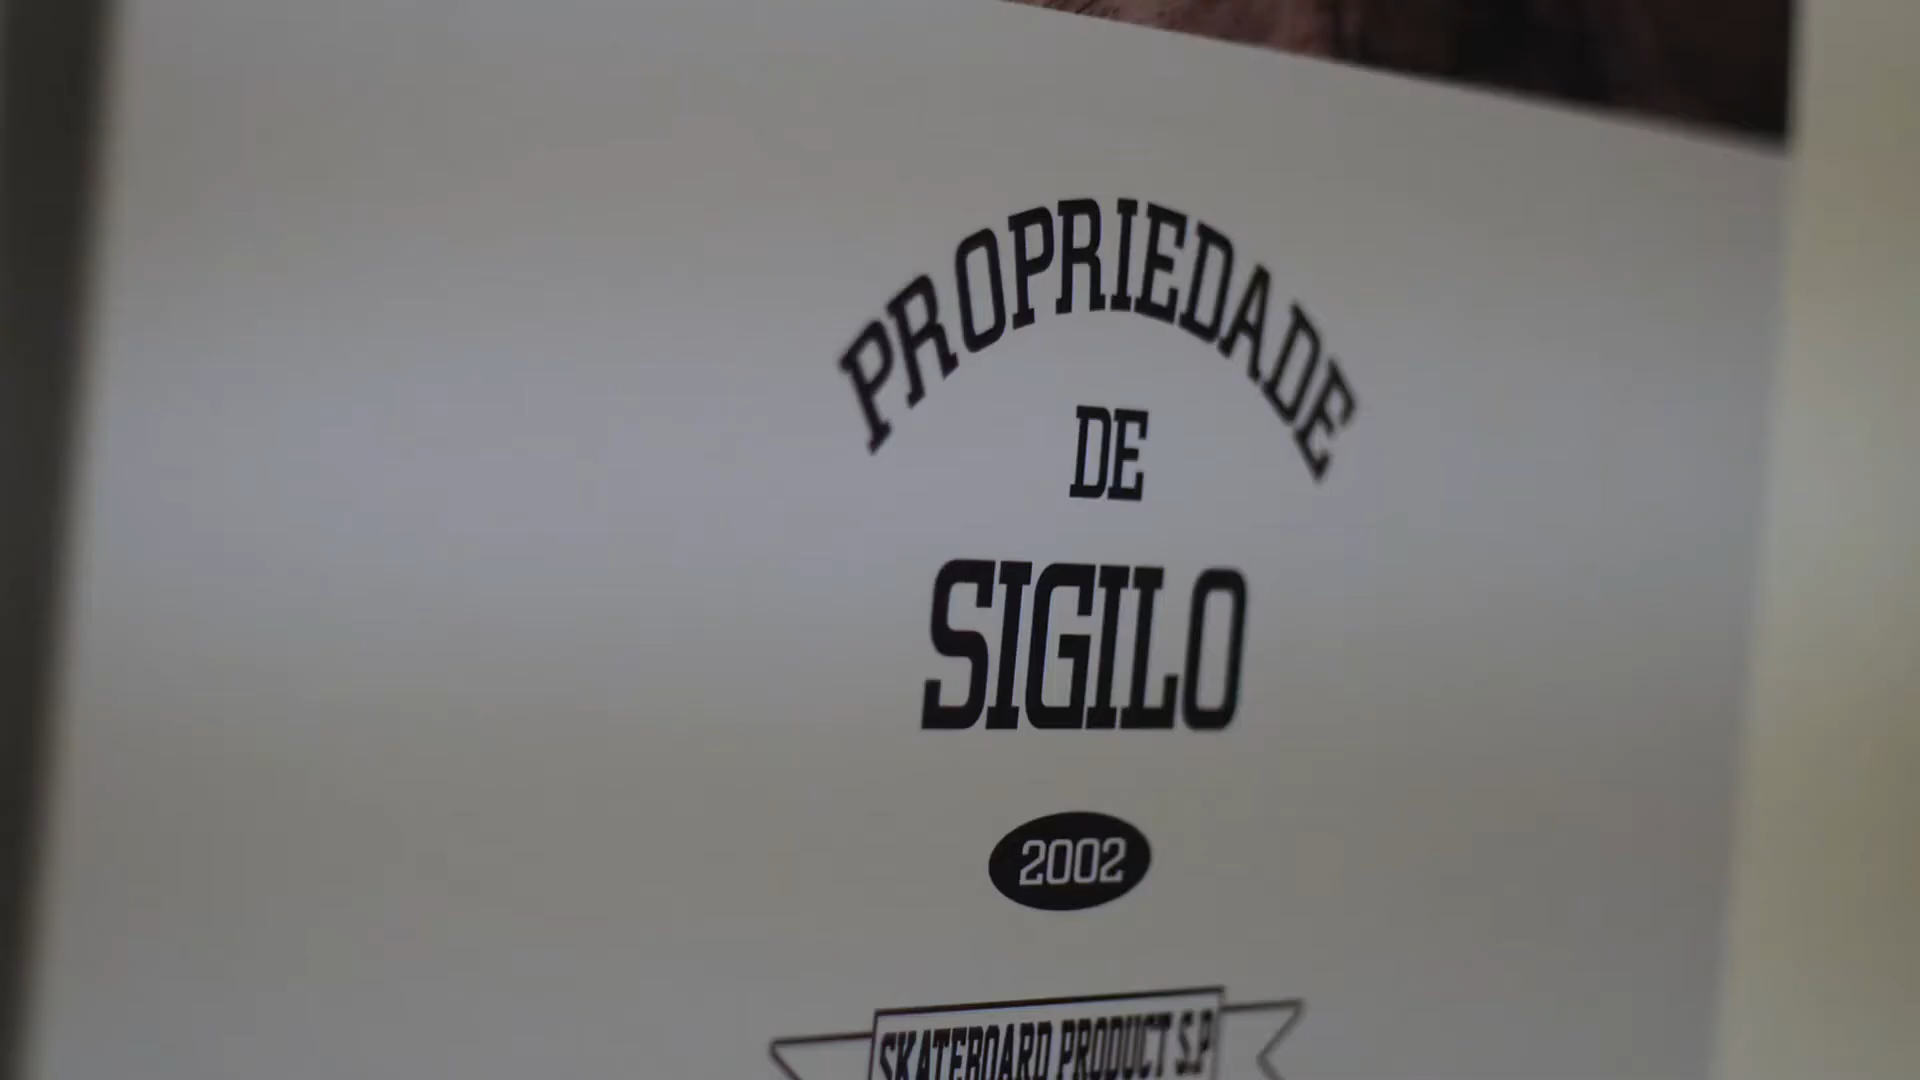 PROPRIEDADE
DE
SIGILO
2002
SKATEBOARD PRODUCT S.P